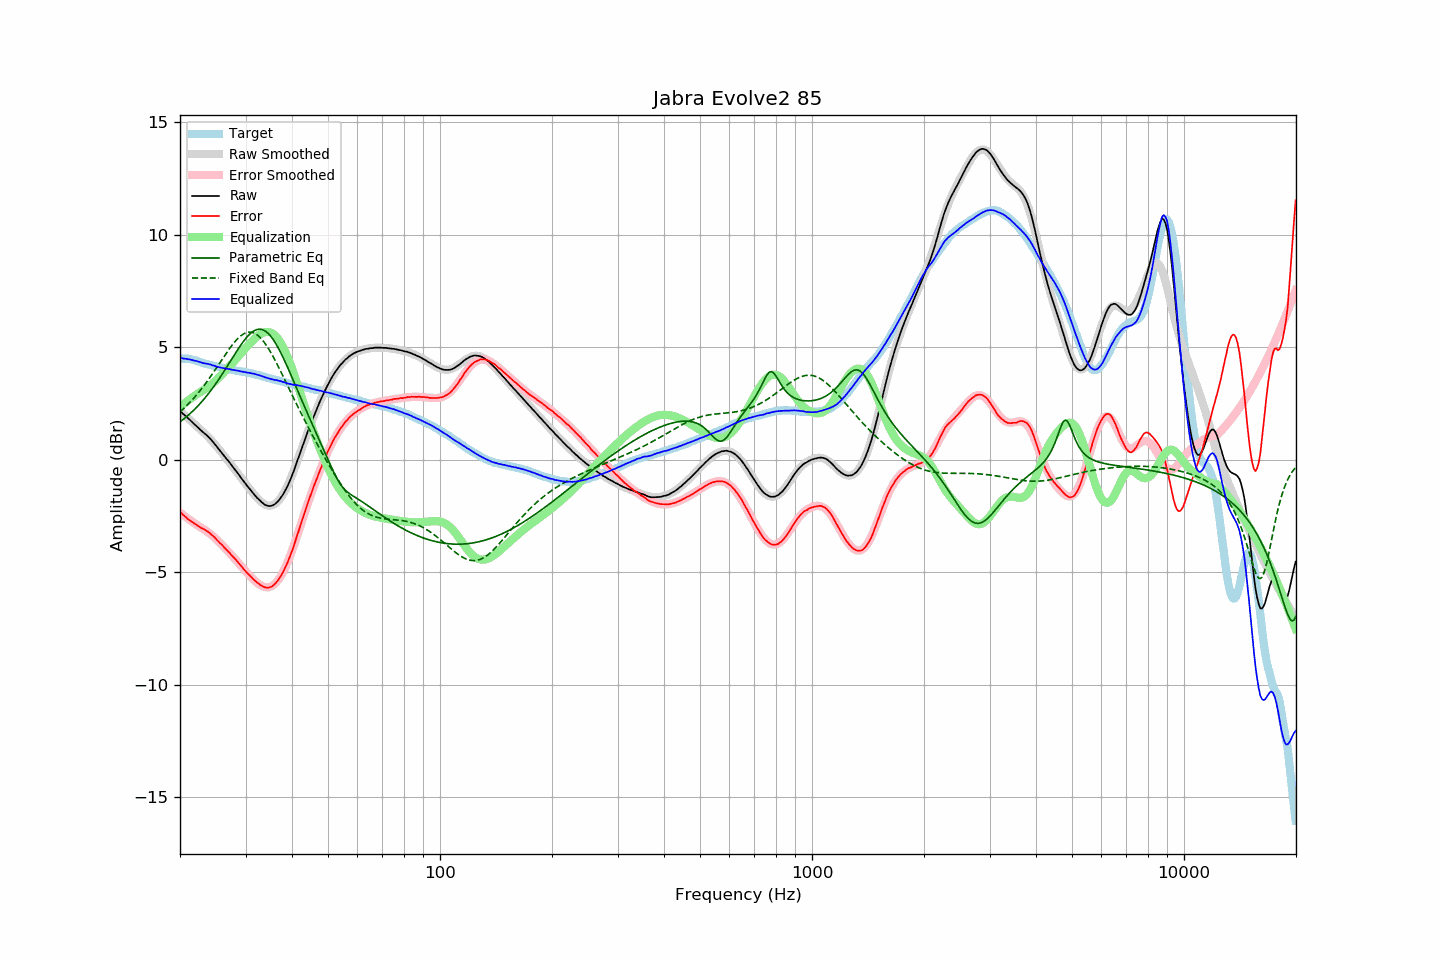 Jabra Evolve2 85
Target
Raw Smoothed
Error Smoothed
Raw
Error
Equalization
Parametric Eq
Fixed Band Eq
Equalized
15
10
5
0
−5
−10
−15
Amplitude (dBr)
100 1000 10000
Frequency (Hz)